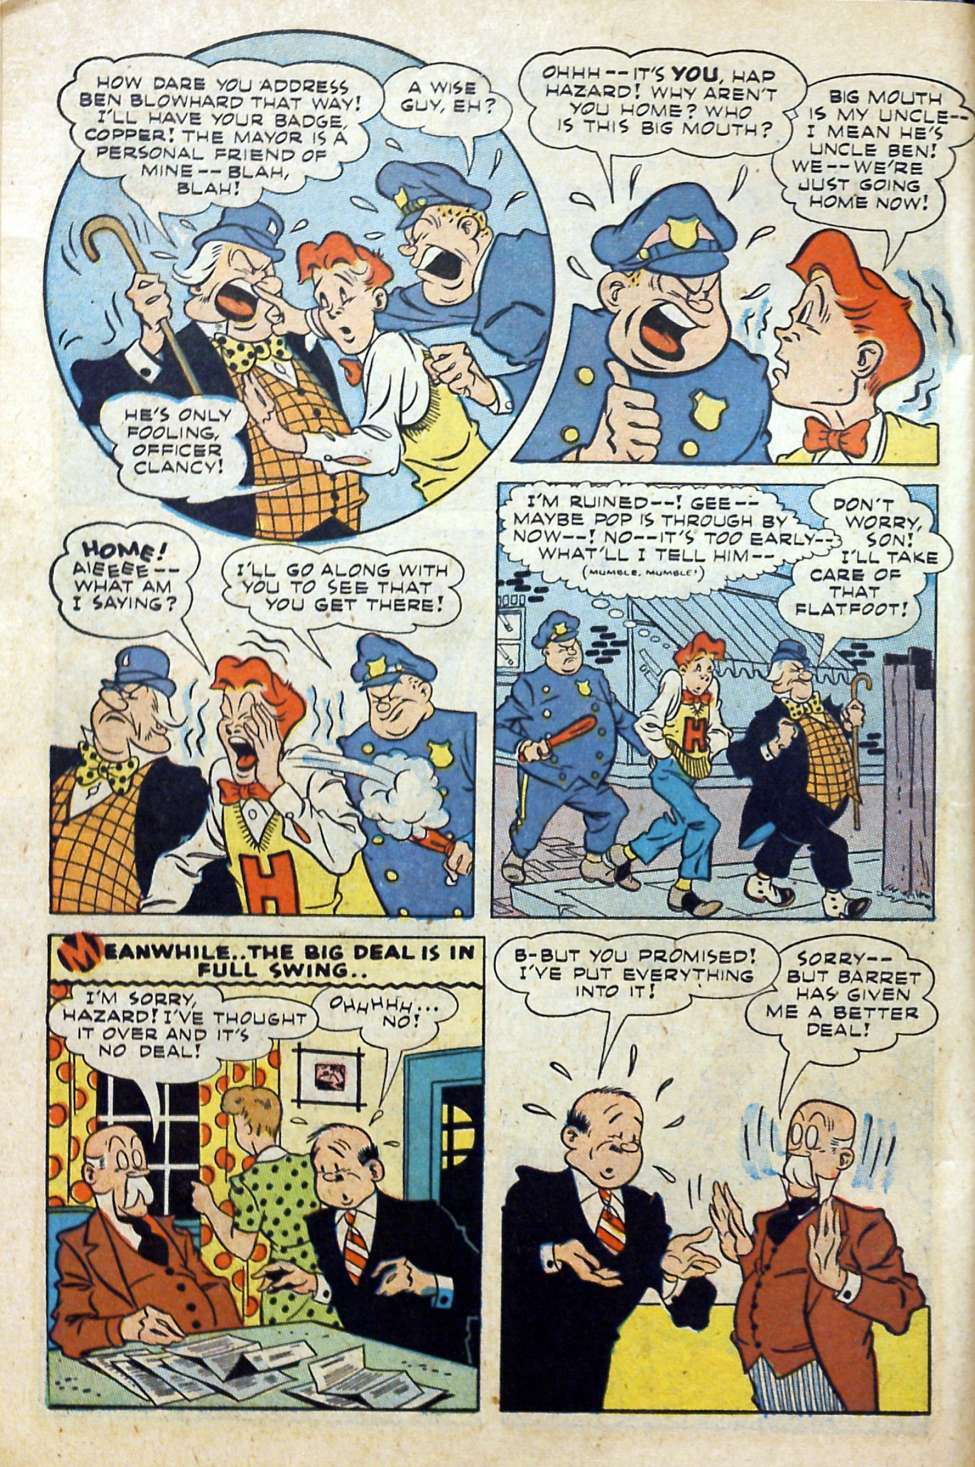 HOW DARE YOU ADDRESS
BEN BLOWHARD THAT WAY!
I'LL HAVE YOUR BADGE,
COPPER! THE MAYOR IS A
PERSONAL FRIEND OF
MINE-- BLAH,
BLAH!
A WISE
GUY, EH?
HE'S ONLY
FOOLING,
OFFICER
CLANCY!
OHHH--IT'S YOU, HAP
HAZARD! WHY AREN'T
YOU HOME? WHO
IS THIS BIG MOUTH?
BIG MOUTH
IS MY UNCLE--
I MEAN HE'S
UNCLE BEN!
WE--WE'RE
JUST GOING
HOME NOW!
HOME!
AIEEEE--
WHAT AM
I SAYING?
I'LL GO ALONG WITH
YOU TO SEE THAT
YOU GET THERE!
H
I'M RUINED--! GEE--
MAYBE POP IS THROUGH BY
NOW--! NO--IT'S TOO EARLY--
WHAT'LL I TELL HIM--
(MUMBLE, MUMBLE!)
DON'T
WORRY,
SON!
I'LL TAKE
CARE OF
THAT
FLATFOOT!
H
MEANWHILE..THE BIG DEAL IS IN
FULL SWING..
I'M SORRY,
HAZARD! I'VE THOUGHT
IT OVER AND IT'S
NO DEAL!
OHHHHH...
NO!
B-BUT YOU PROMISED!
I'VE PUT EVERYTHING
INTO IT!
SORRY--
BUT BARRET
HAS GIVEN
ME A BETTER
DEAL!